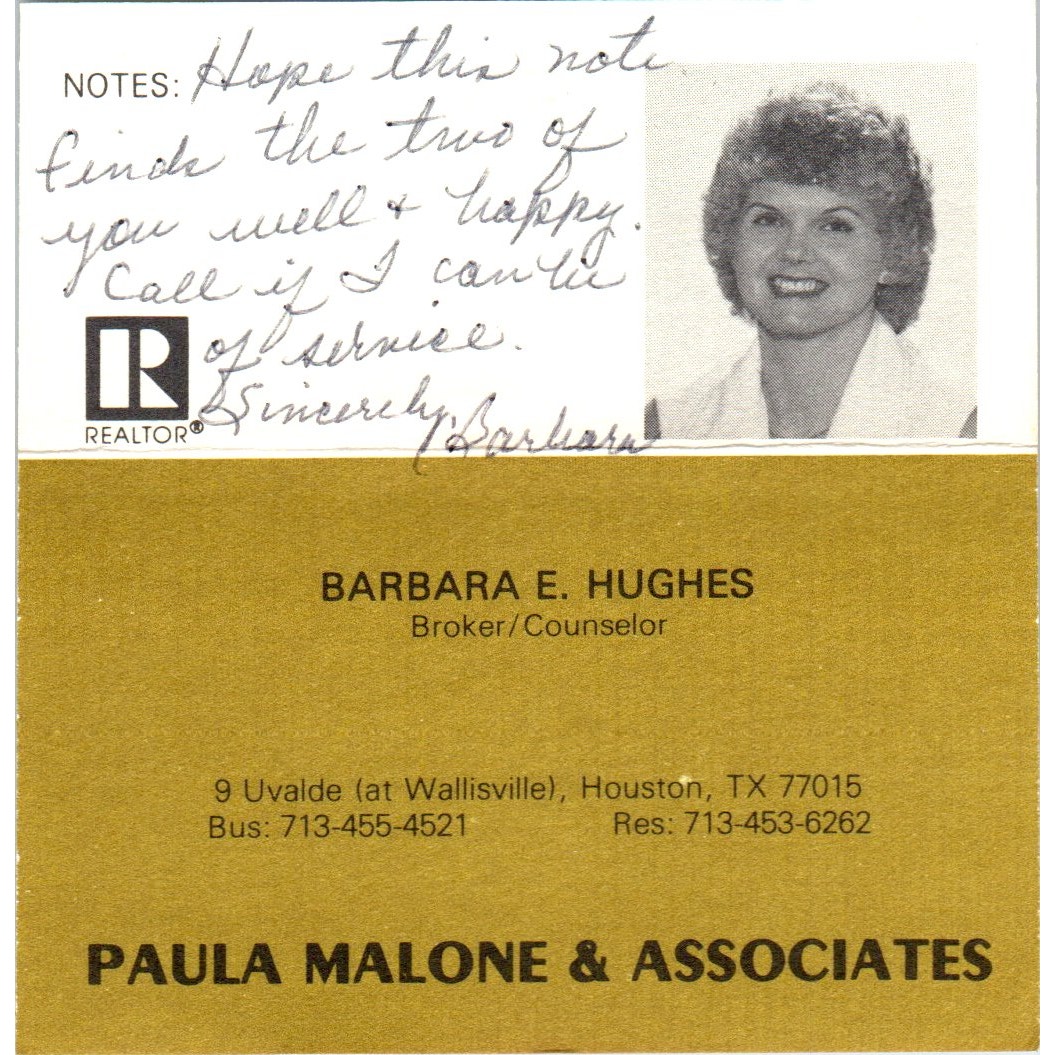 NOTES: Hope this note
finds the two of
you well & happy.
Call if I can be
of service.
Sincerely,
Barbara
R
REALTOR®
BARBARA E. HUGHES
Broker/Counselor
9 Uvalde (at Wallisville), Houston, TX 77015
Bus: 713-455-4521 Res: 713-453-6262
PAULA MALONE & ASSOCIATES